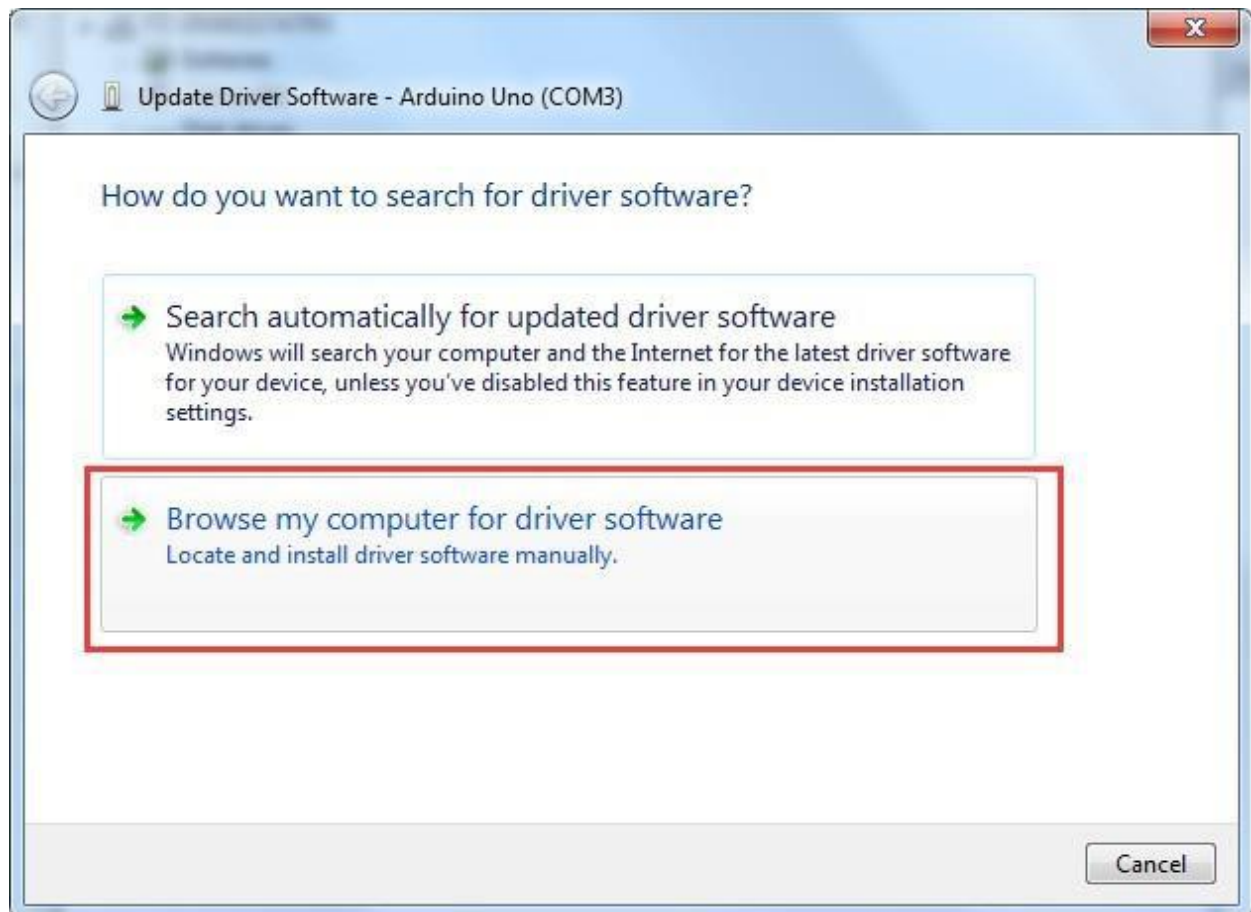 Update Driver Software - Arduino Uno (COM3)
How do you want to search for driver software?
Search automatically for updated driver software
Windows will search your computer and the Internet for the latest driver software
for your device, unless you've disabled this feature in your device installation
settings.
Browse my computer for driver software
Locate and install driver software manually.
Cancel